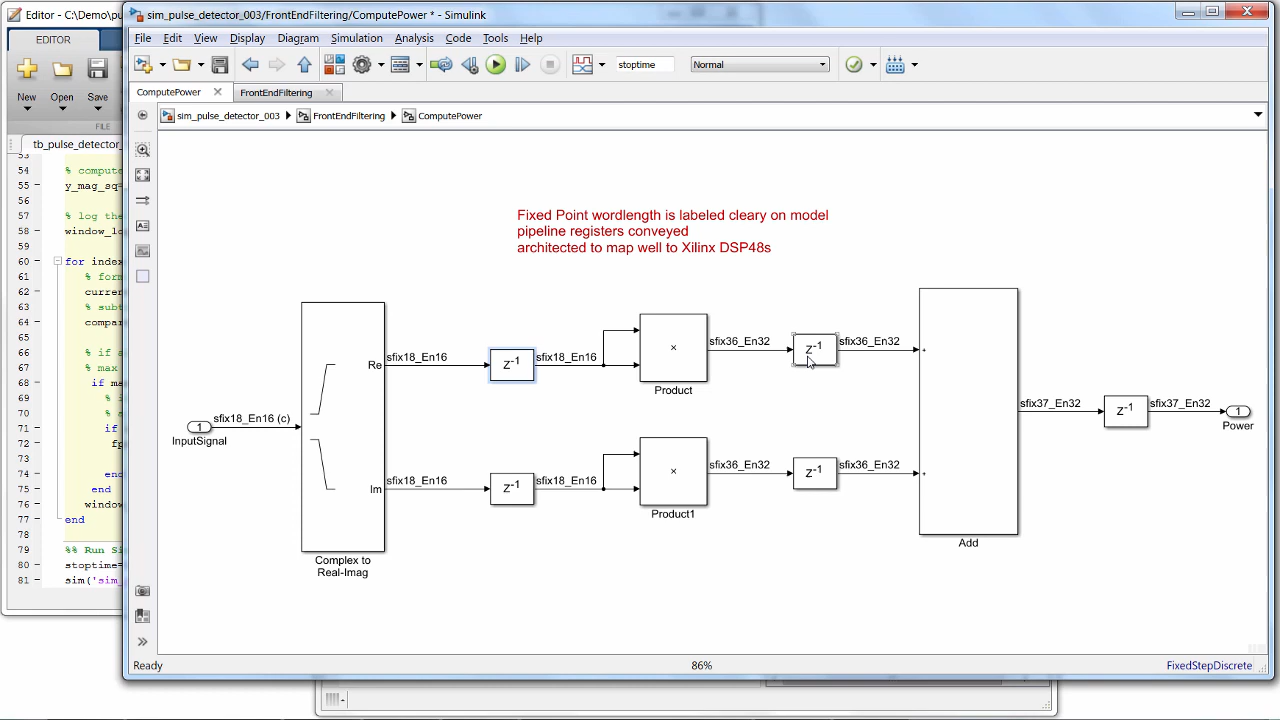 Editor - C:\Demo\pu
EDITOR
New
Open
Save
FILE
tb_pulse_detector_
53
54 % compute
55 y_mag_sq=
56
57 % log the
58 window_lo
59
60 for index
61 % form
62 current
63 % subt
64 compar
65
66 % if a
67 % max
68 if m
69 % i
70 % a
71 if
72 fp
73
74 end
75 end
76 window
77 end
78
79 %% Run Si
80 stoptime=
81 sim('sim_
sim_pulse_detector_003/FrontEndFiltering/ComputePower * - Simulink
File Edit View Display Diagram Simulation Analysis Code Tools Help
stoptime
Normal
ComputePower
FrontEndFiltering
sim_pulse_detector_003 FrontEndFiltering ComputePower
Fixed Point wordlength is labeled cleary on model
pipeline registers conveyed
architected to map well to Xilinx DSP48s
1
InputSignal
sfix18_En16 (c)
Re
Im
Complex to
Real-Imag
sfix18_En16
z-1
sfix18_En16
×
Product
sfix36_En32
z-1
sfix36_En32
sfix18_En16
z-1
sfix18_En16
×
Product1
sfix36_En32
z-1
sfix36_En32
+
+
Add
sfix37_En32
z-1
sfix37_En32
1
Power
Ready
86%
FixedStepDiscrete